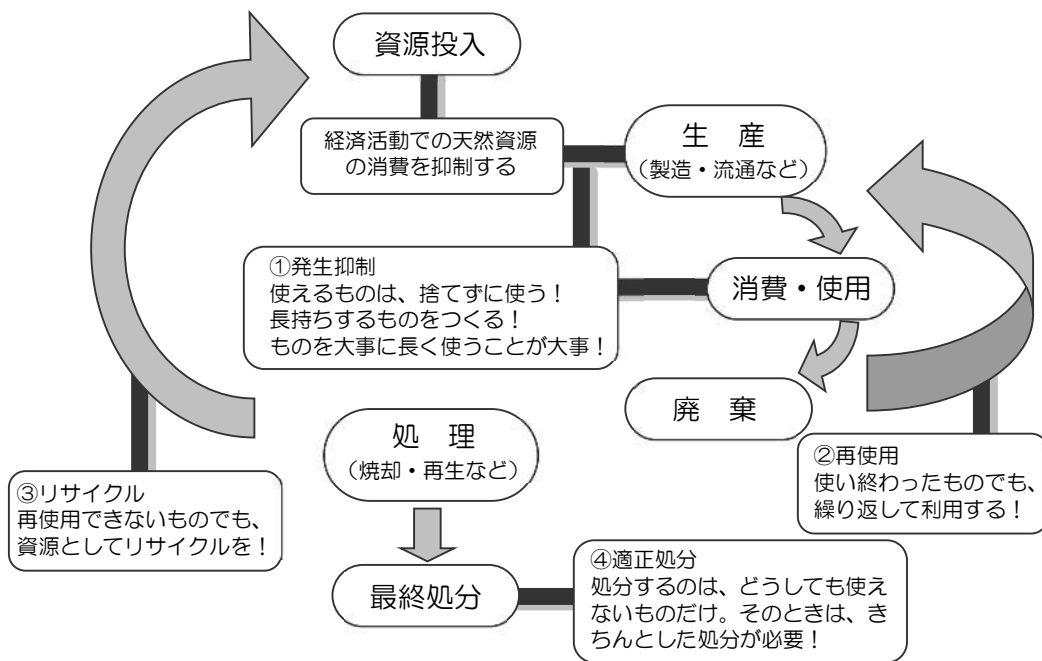 資源投入
経済活動での天然資源
の消費を抑制する
生　産
（製造・流通など）
①発生抑制
使えるものは、捨てずに使う！
長持ちするものをつくる！
ものを大事に長く使うことが大事！
消費・使用
廃　棄
処　理
（焼却・再生など）
②再使用
使い終わったものでも、
繰り返して利用する！
③リサイクル
再使用できないものでも、
資源としてリサイクルを！
最終処分
④適正処分
処分するのは、どうしても使え
ないものだけ。そのときは、き
ちんとした処分が必要！